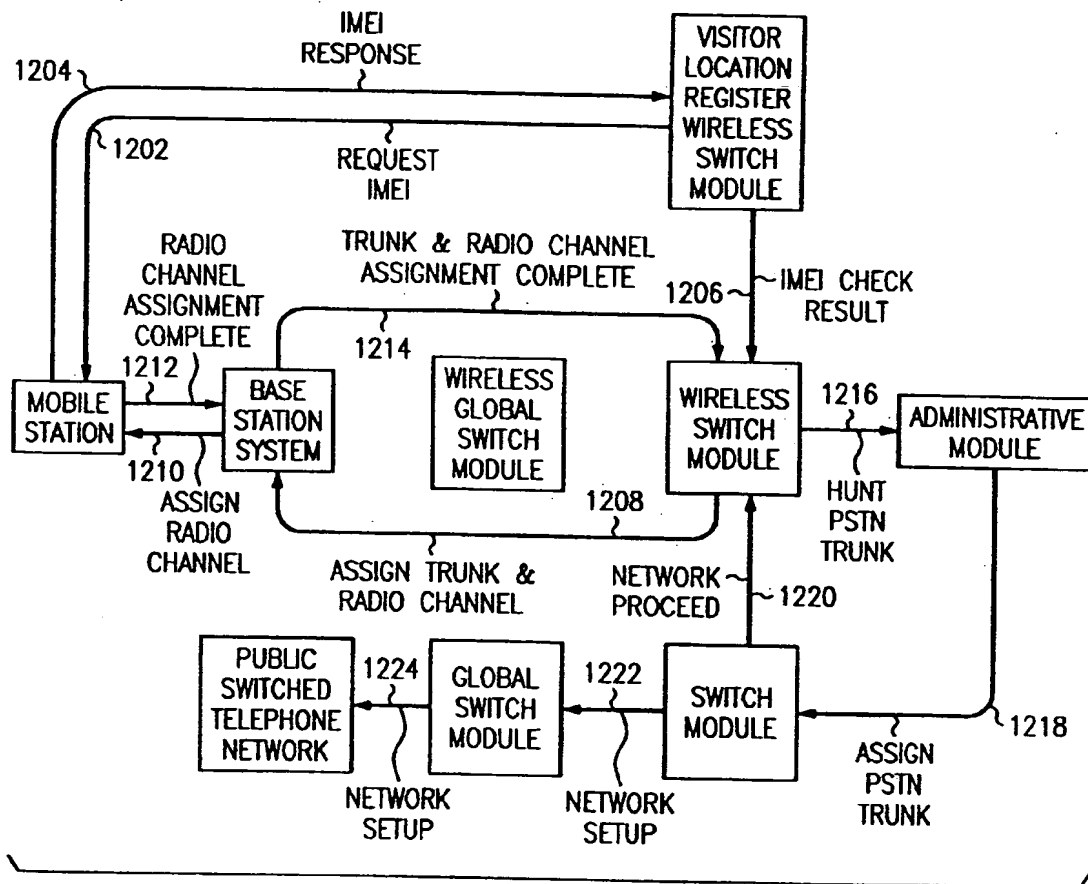 IMEI
RESPONSE
1204
1202
REQUEST
IMEI
VISITOR
LOCATION
REGISTER
WIRELESS
SWITCH
MODULE
RADIO
CHANNEL
ASSIGNMENT
COMPLETE
TRUNK & RADIO CHANNEL
ASSIGNMENT COMPLETE
1206
IMEI CHECK
RESULT
1214
1212
MOBILE
STATION
1210
ASSIGN
RADIO
CHANNEL
BASE
STATION
SYSTEM
WIRELESS
GLOBAL
SWITCH
MODULE
WIRELESS
SWITCH
MODULE
1216
ADMINISTRATIVE
MODULE
HUNT
PSTN
TRUNK
1208
ASSIGN TRUNK &
RADIO CHANNEL
NETWORK
PROCEED
1220
PUBLIC
SWITCHED
TELEPHONE
NETWORK
1224
GLOBAL
SWITCH
MODULE
1222
SWITCH
MODULE
1218
NETWORK
SETUP
NETWORK
SETUP
ASSIGN
PSTN
TRUNK